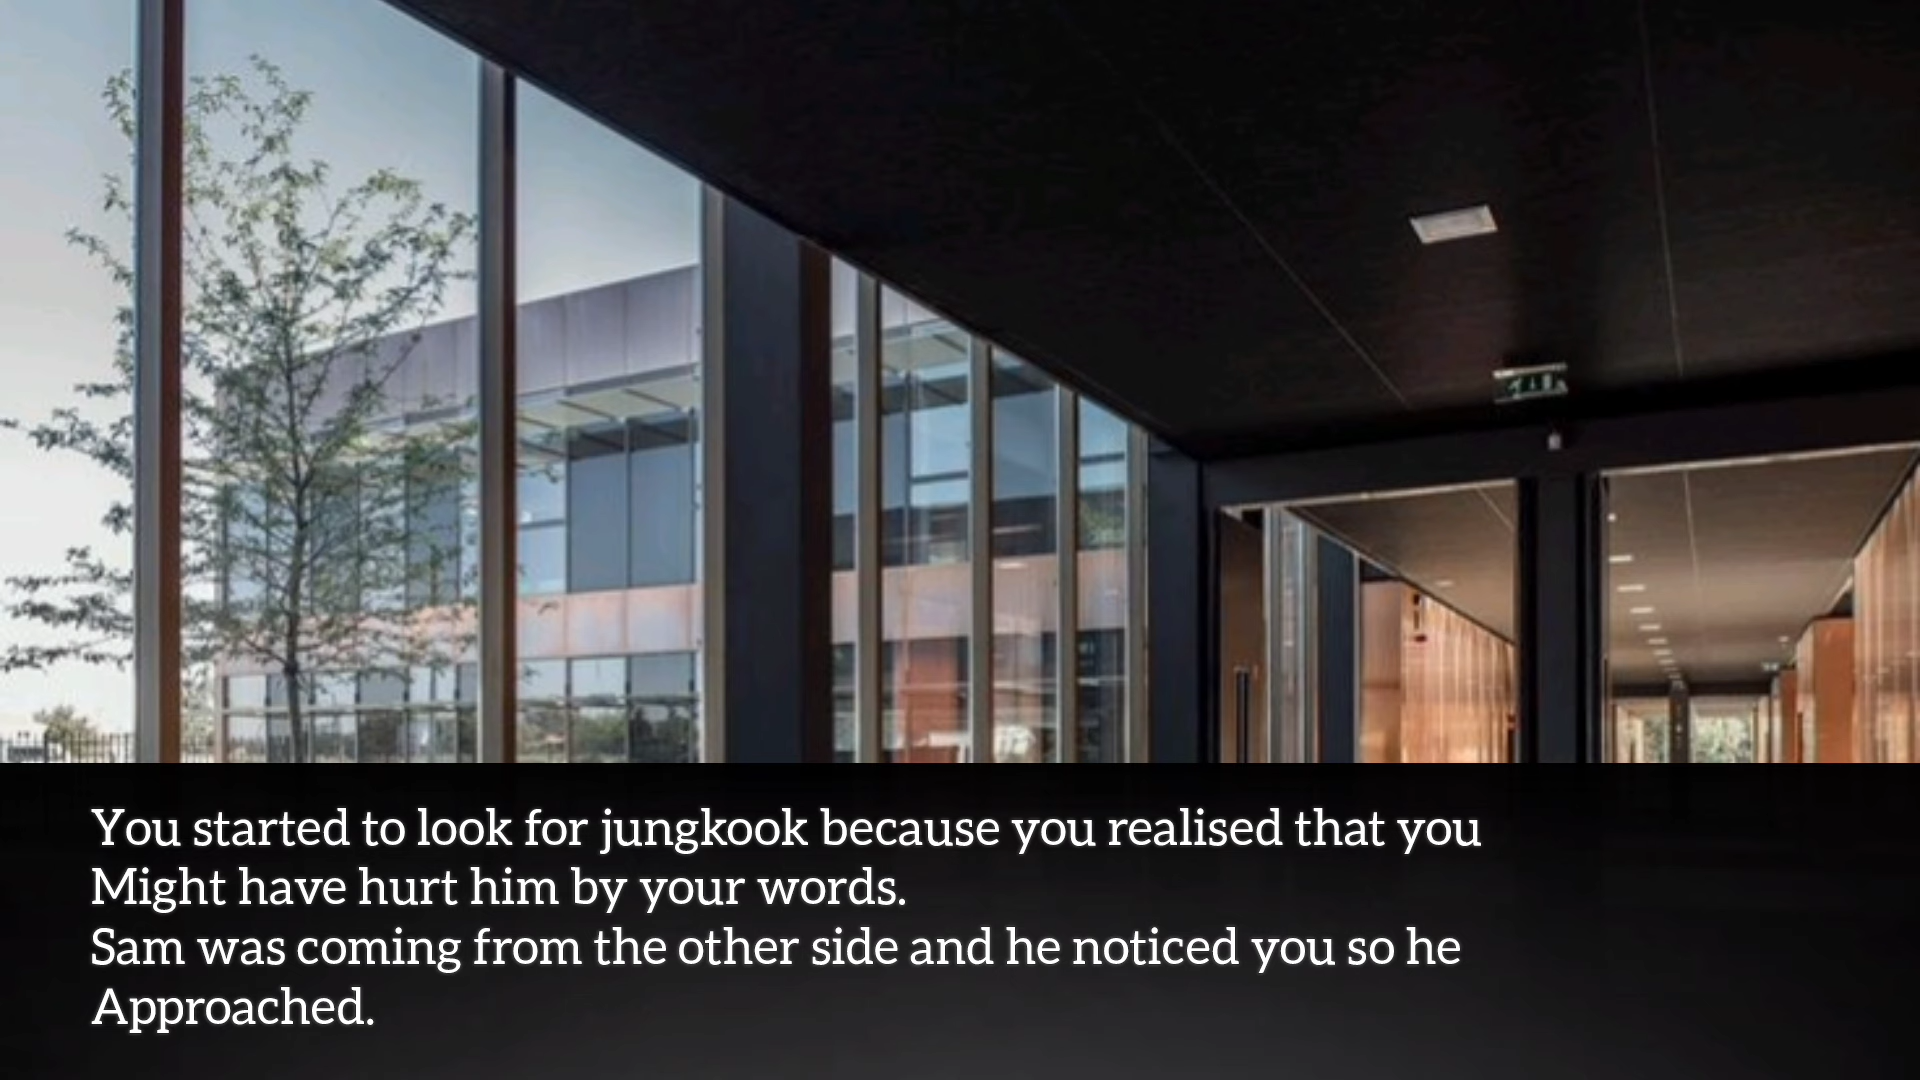 You started to look for jungkook because you realised that you
Might have hurt him by your words.
Sam was coming from the other side and he noticed you so he
Approached.